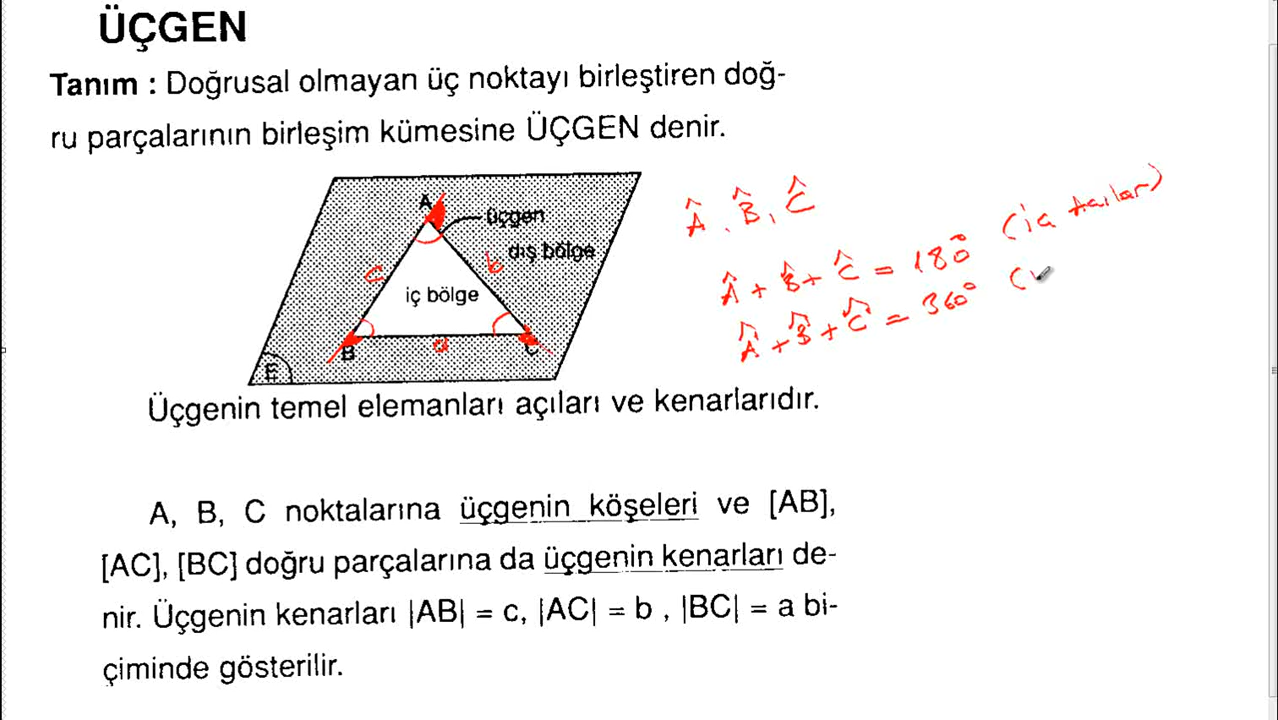 ÜÇGEN
Tanım : Doğrusal olmayan üç noktayı birleştiren doğ-
ru parçalarının birleşim kümesine ÜÇGEN denir.
A
üçgen
dış bölge
c
b
iç bölge
B
a
C
E
Â, B̂, Ĉ
Â + B̂ + Ĉ = 180° (iç Açılar)
Â + B̂ + Ĉ = 360° (
Üçgenin temel elemanları açıları ve kenarlarıdır.
A, B, C noktalarına üçgenin köşeleri ve [AB],
[AC], [BC] doğru parçalarına da üçgenin kenarları de-
nir. Üçgenin kenarları |AB| = c, |AC| = b , |BC| = a bi-
çiminde gösterilir.